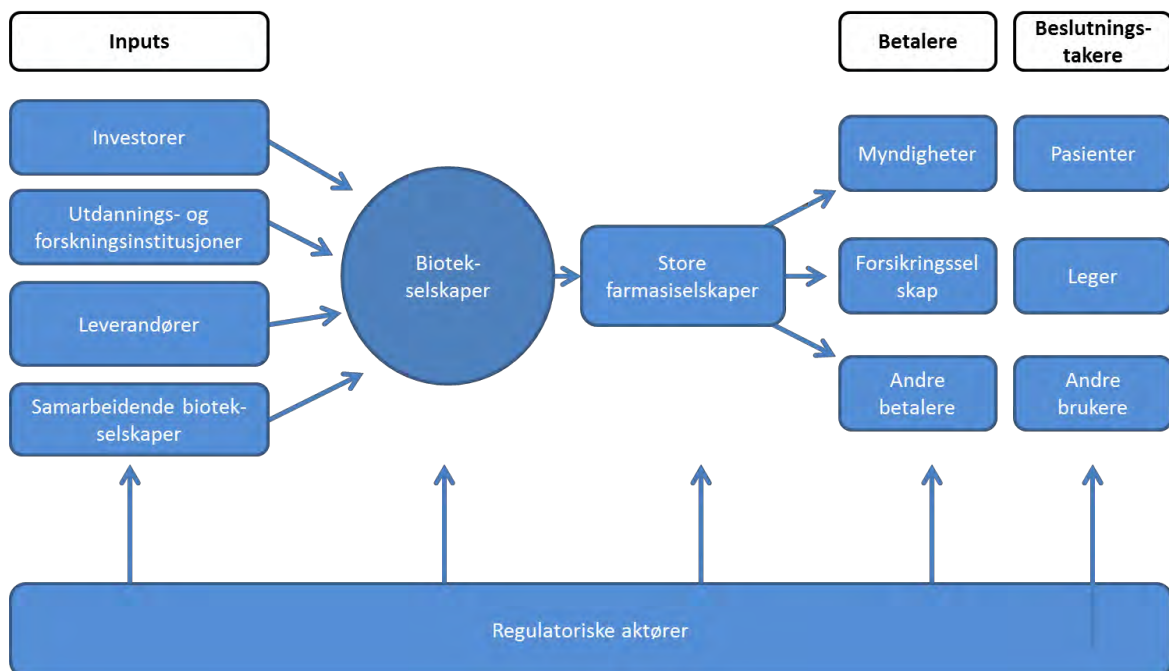 Inputs
Betalere
Beslutnings-
takere
Investorer
Utdannings- og
forskningsinstitusjoner
Leverandører
Samarbeidende biotek-
selskaper
Biotek-
selskaper
Store
farmasiselskaper
Myndigheter
Pasienter
Forsikringssel
skap
Leger
Andre
betalere
Andre
brukere
Regulatoriske aktører